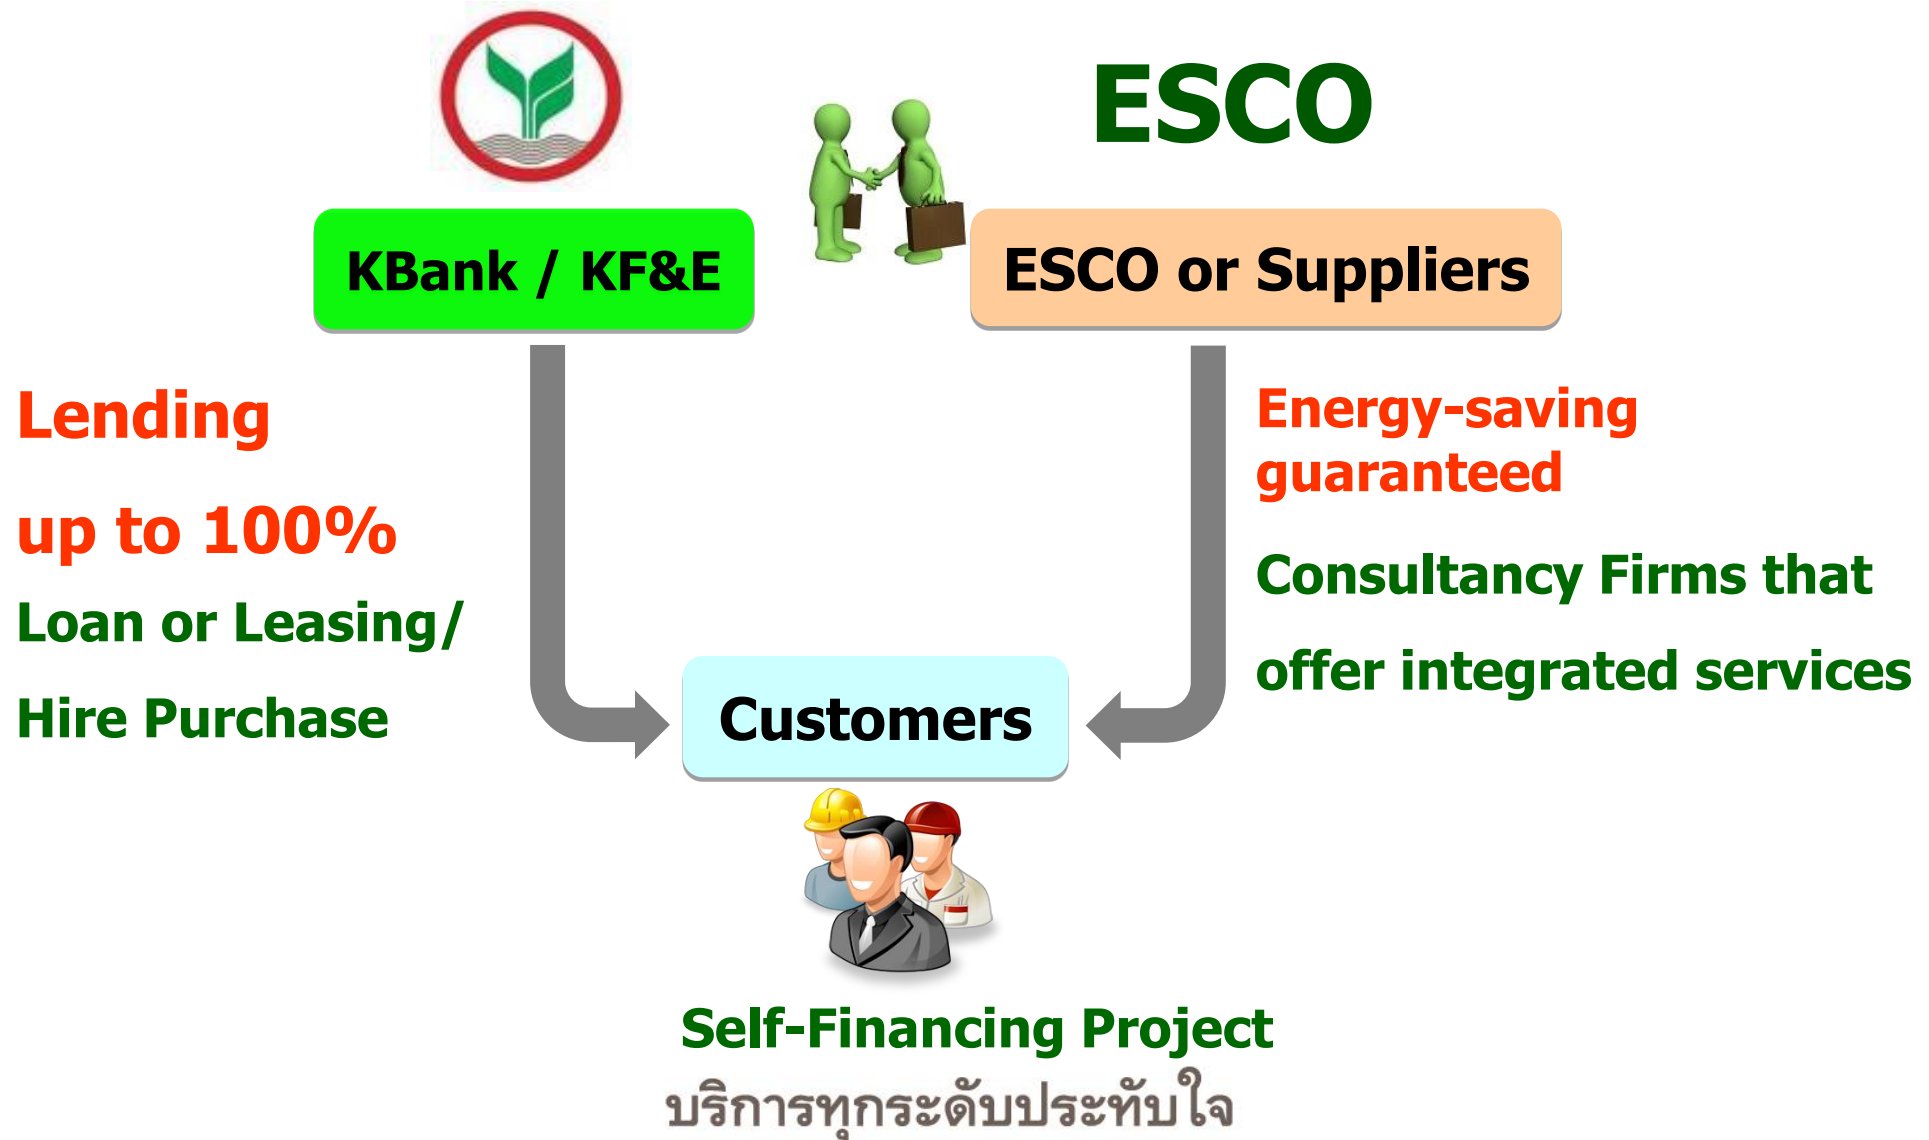 ESCO
KBank / KF&E
ESCO or Suppliers
Lending
up to 100%
Loan or Leasing/
Hire Purchase
Energy-saving
guaranteed
Consultancy Firms that
offer integrated services
Customers
Self-Financing Project
บริการทุกระดับประทับใจ